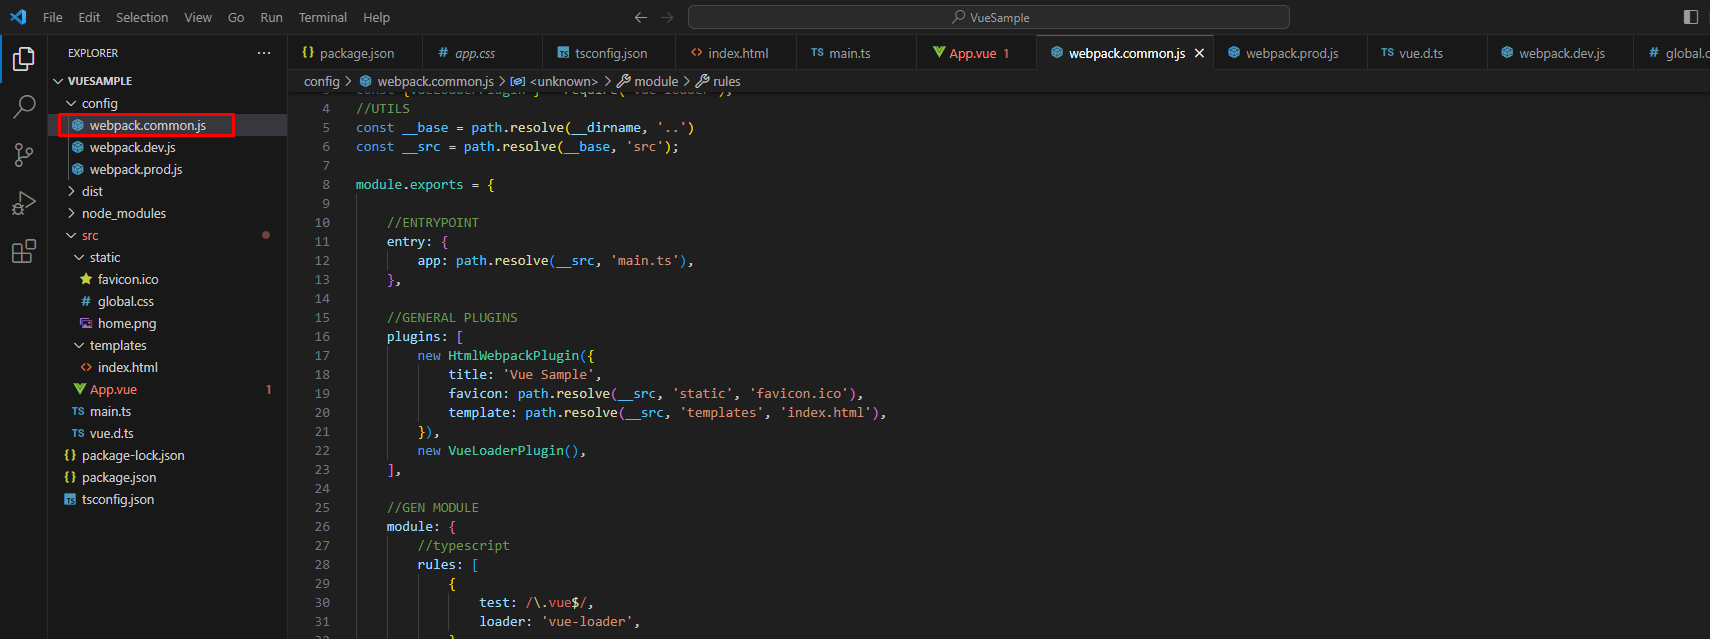 File Edit Selection View Go Run Terminal Help
VueSample
EXPLORER
VUESAMPLE
config
webpack.common.js
webpack.dev.js
webpack.prod.js
dist
node_modules
src
static
favicon.ico
global.css
home.png
templates
index.html
App.vue 1
TS main.ts
TS vue.d.ts
{} package-lock.json
{} package.json
TS tsconfig.json
{} package.json # app.css TS tsconfig.json <> index.html TS main.ts App.vue 1 webpack.common.js webpack.prod.js TS vue.d.ts webpack.dev.js # global.c
config > webpack.common.js > <unknown> > module > rules
4 //UTILS
5 const __base = path.resolve(__dirname, '..')
6 const __src = path.resolve(__base, 'src');
7
8 module.exports = {
9
10 //ENTRYPOINT
11 entry: {
12 app: path.resolve(__src, 'main.ts'),
13 },
14
15 //GENERAL PLUGINS
16 plugins: [
17 new HtmlWebpackPlugin({
18 title: 'Vue Sample',
19 favicon: path.resolve(__src, 'static', 'favicon.ico'),
20 template: path.resolve(__src, 'templates', 'index.html'),
21 }),
22 new VueLoaderPlugin(),
23 ],
24
25 //GEN MODULE
26 module: {
27 //typescript
28 rules: [
29 {
30 test: /\.vue$/,
31 loader: 'vue-loader',